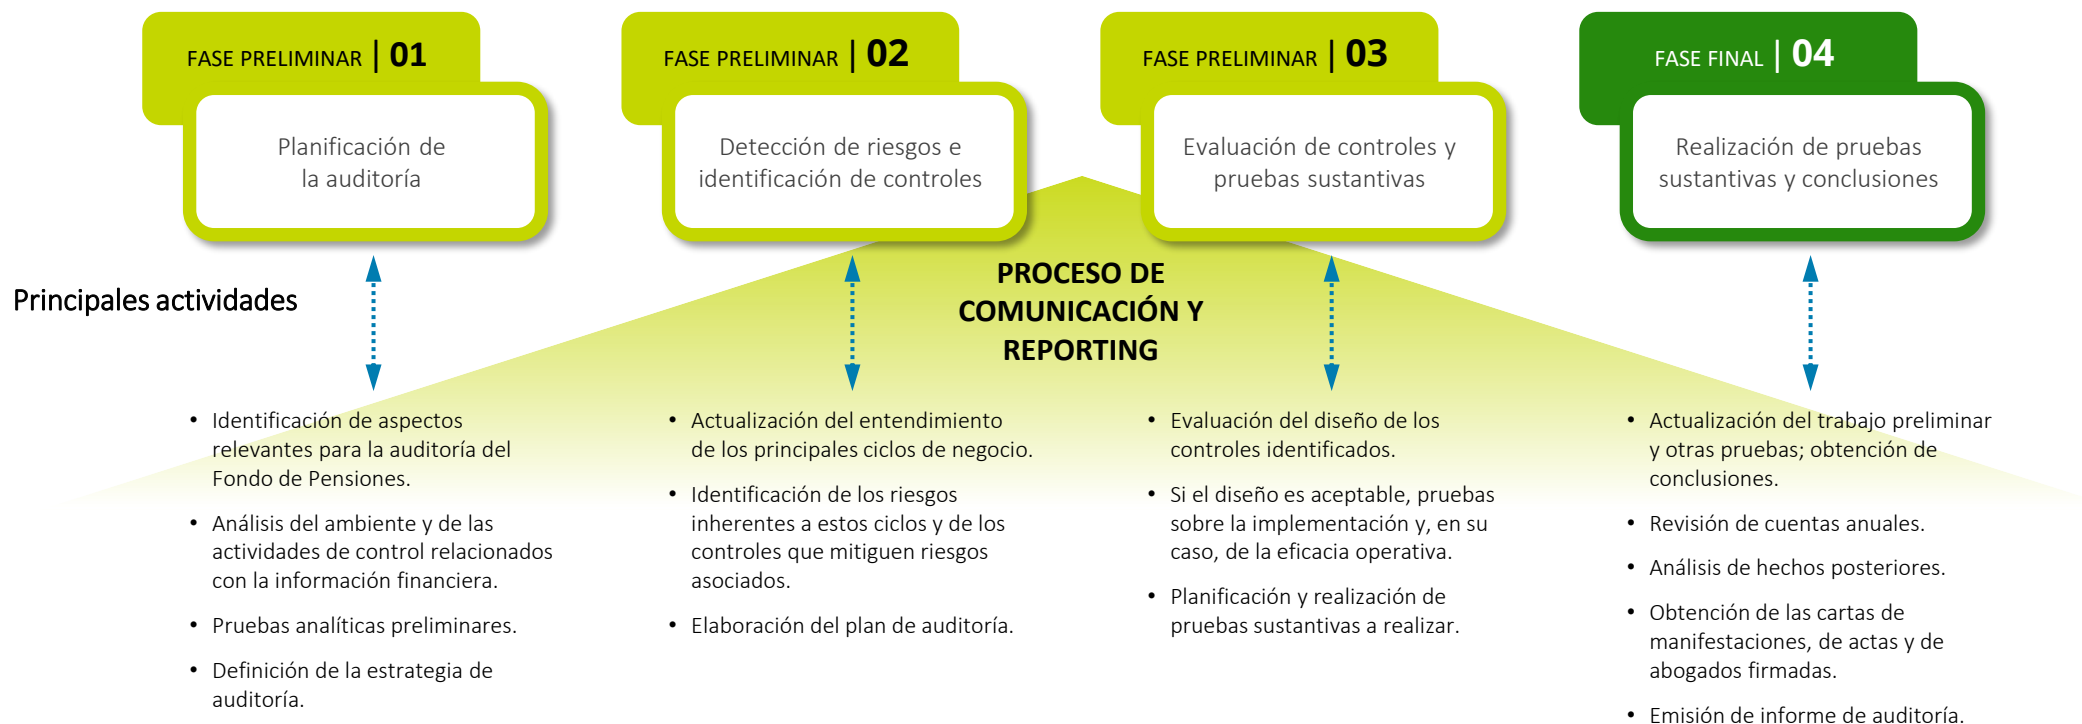 FASE PRELIMINAR | 01
Planificación de
la auditoría
FASE PRELIMINAR | 02
Detección de riesgos e
identificación de controles
FASE PRELIMINAR | 03
Evaluación de controles y
pruebas sustantivas
FASE FINAL | 04
Realización de pruebas
sustantivas y conclusiones
Principales actividades
PROCESO DE
COMUNICACIÓN Y
REPORTING
• Identificación de aspectos
relevantes para la auditoría del
Fondo de Pensiones.
• Análisis del ambiente y de las
actividades de control relacionados
con la información financiera.
• Pruebas analíticas preliminares.
• Definición de la estrategia de
auditoría.
• Actualización del entendimiento
de los principales ciclos de negocio.
• Identificación de los riesgos
inherentes a estos ciclos y de los
controles que mitiguen riesgos
asociados.
• Elaboración del plan de auditoría.
• Evaluación del diseño de los
controles identificados.
• Si el diseño es aceptable, pruebas
sobre la implementación y, en su
caso, de la eficacia operativa.
• Planificación y realización de
pruebas sustantivas a realizar.
• Actualización del trabajo preliminar
y otras pruebas; obtención de
conclusiones.
• Revisión de cuentas anuales.
• Análisis de hechos posteriores.
• Obtención de las cartas de
manifestaciones, de actas y de
abogados firmadas.
• Emisión de informe de auditoría.